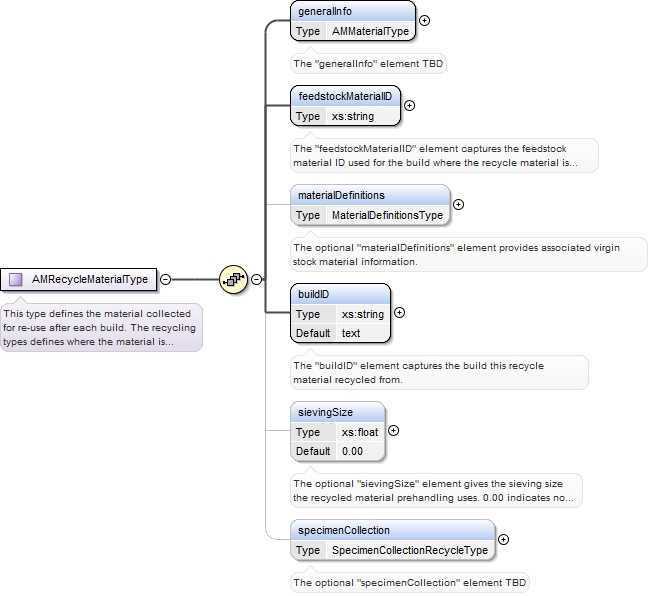 generalInfo
Type AMMaterialType
The "generalInfo" element TBD
feedstockMaterialID
Type xs:string
The "feedstockMaterialID" element captures the feedstock
material ID used for the build where the recycle material is...
materialDefinitions
Type MaterialDefinitionsType
The optional "materialDefinitions" element provides associated virgin
stock material information.
AMRecycleMaterialType
This type defines the material collected
for re-use after each build. The recycling
types defines where the material is...
buildID
Type xs:string
Default text
The "buildID" element captures the build this recycle
material recycled from.
sievingSize
Type xs:float
Default 0.00
The optional "sievingSize" element gives the sieving size
the recycled material prehandling uses. 0.00 indicates no...
specimenCollection
Type SpecimenCollectionRecycleType
The optional "specimenCollection" element TBD